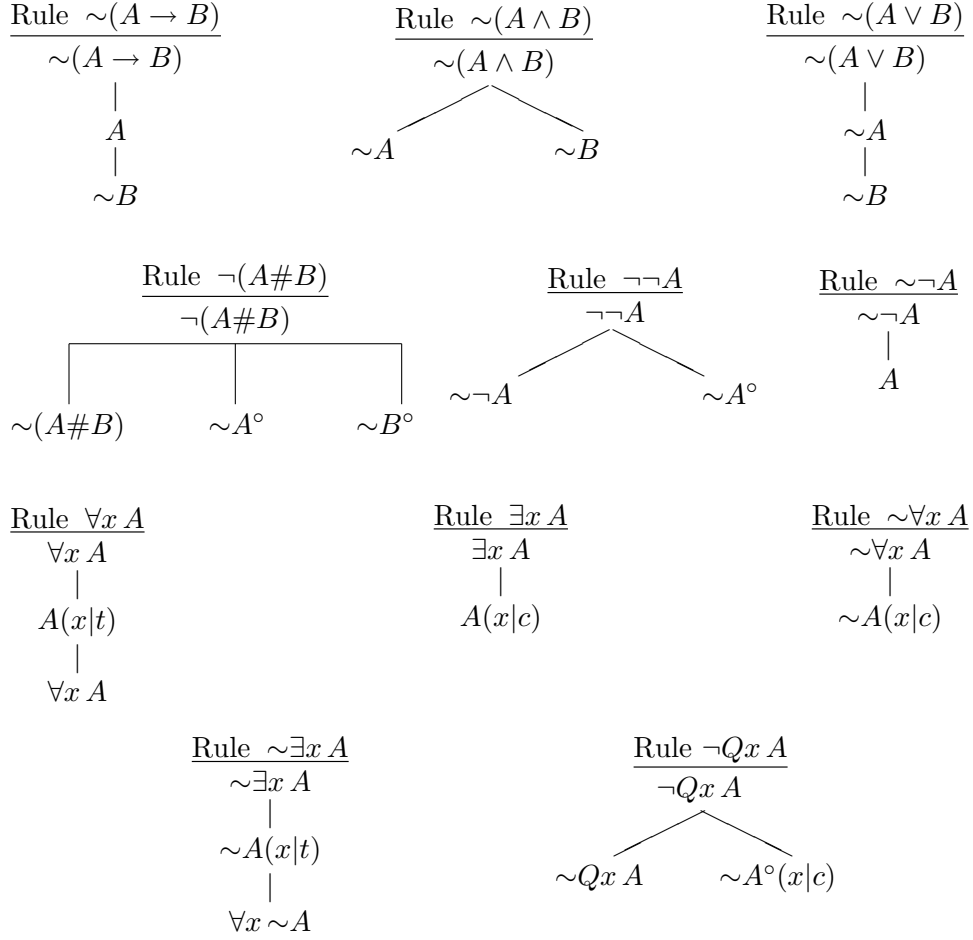 Rule ∼(A → B) Rule ∼(A ∧ B) Rule ∼(A ∨ B)
∼(A → B) ∼(A ∧ B) ∼(A ∨ B)
A ∼A ∼B ∼A
∼B ∼B
Rule ¬(A#B) Rule ¬¬A Rule ∼¬A
¬(A#B) ¬¬A ∼¬A
∼(A#B) ∼A° ∼B° ∼¬A ∼A° A
Rule ∀x A Rule ∃x A Rule ∼∀x A
∀x A ∃x A ∼∀x A
A(x|t) A(x|c) ∼A(x|c)
∀x A
Rule ∼∃x A Rule ¬Qx A
∼∃x A ¬Qx A
∼A(x|t) ∼Qx A ∼A°(x|c)
∀x ∼A